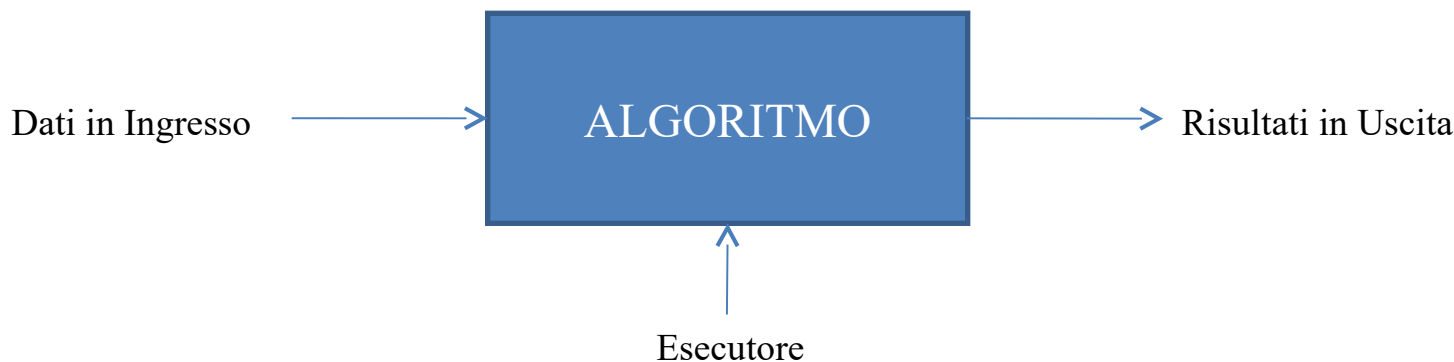 Dati in Ingresso
ALGORITMO
Risultati in Uscita
Esecutore